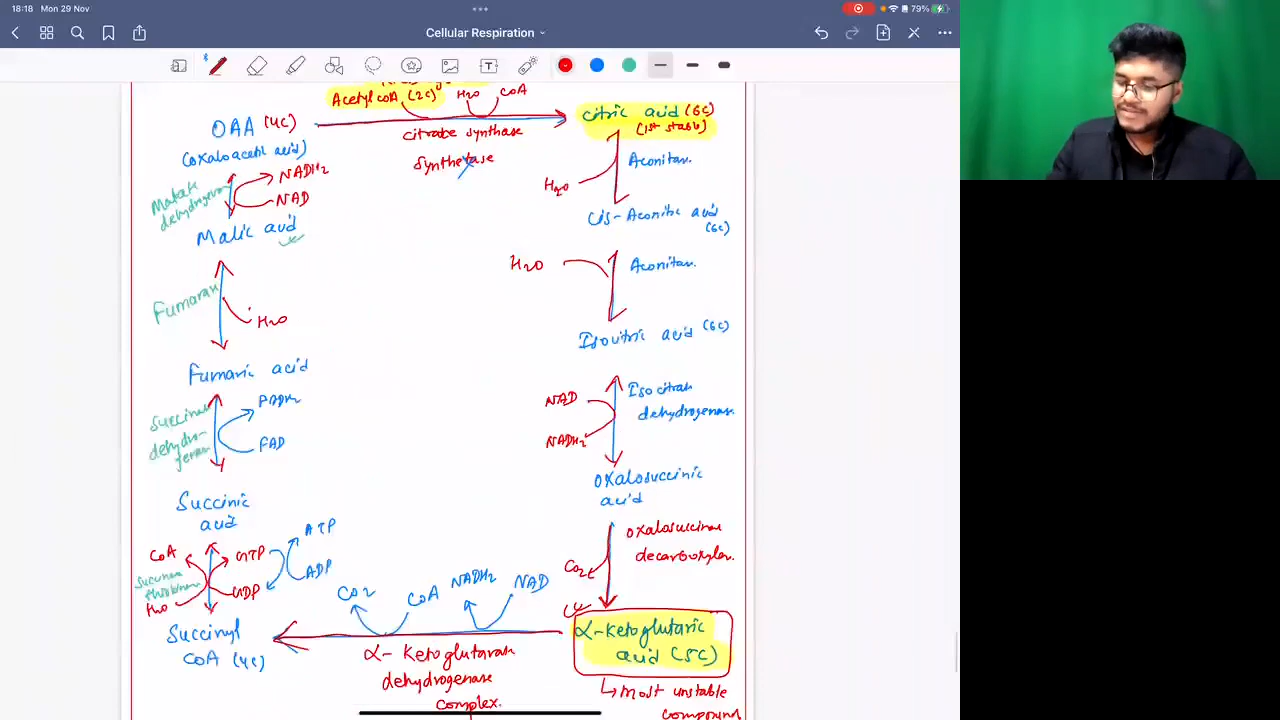 18:18 Mon 29 Nov
79%
Cellular Respiration
Acetyl coA (2C)
H2O
CoA
citric acid (6C)
(1st stable)
OAA (4C)
(oxaloacetic acid)
citrate synthase
Synthetase
Malate
dehydrogenase
NADH2
NAD
H2O
Aconitase
Cis-Aconitic acid
(6C)
Malic acid
H2O
Aconitase
Fumarase
H2O
Isocitric acid (6C)
Fumaric acid
NAD
NADH2
Isocitrate
dehydrogenase
Succinate
dehydro-
genase
FADH2
FAD
Oxalosuccinic
acid
Succinic
acid
Oxalosuccinate
decarboxylase
CO2
CoA
GTP
ATP
Succinate
thiokinase
GDP
ADP
H2O
CO2
CoA
NADH2
NAD
α-Ketoglutaric
acid (5C)
Succinyl
CoA (4C)
α- Ketoglutarate
dehydrogenase
complex.
most unstable
compound